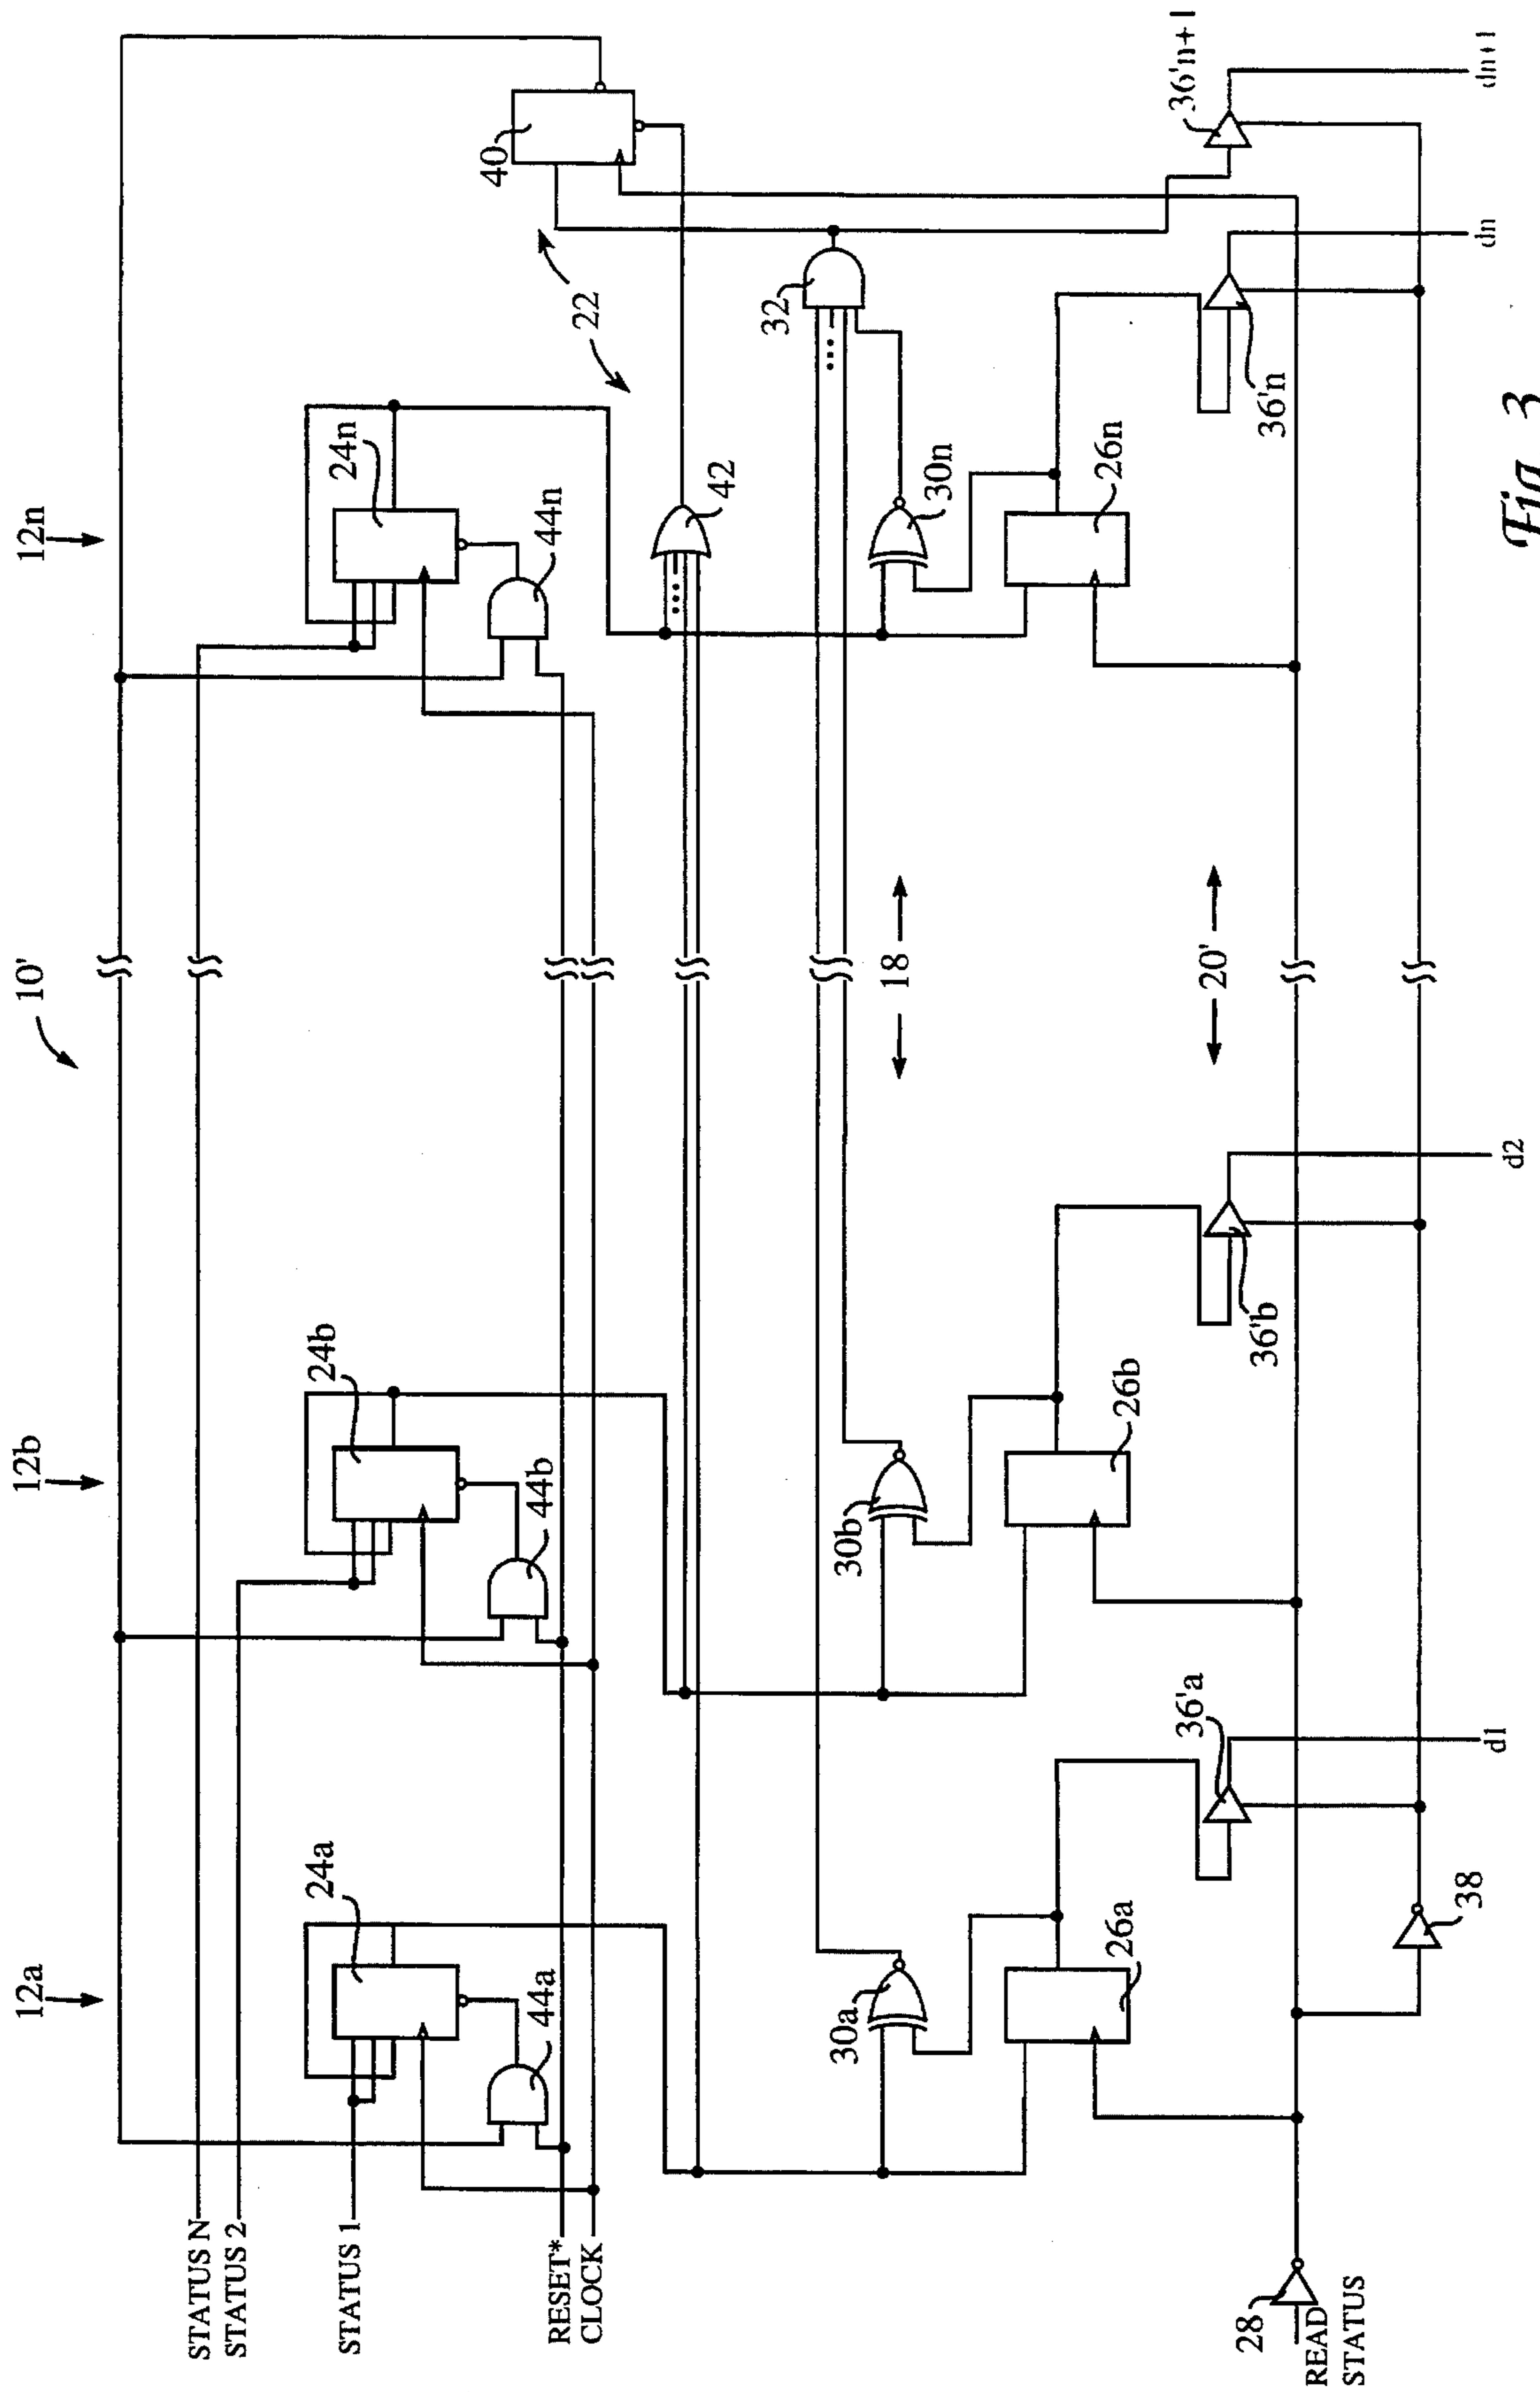 10'
12a
12b
12n
STATUS N
STATUS 2
STATUS 1
24a
24b
24n
40
44a
44b
44n
RESET*
CLOCK
22
42
32
...
...
30a
30b
18
30n
26a
26b
26n
36'a
36'b
20'
36'n
36'n+1
28
READ
STATUS
38
d1
d2
dn
dn+1
Fig. 3